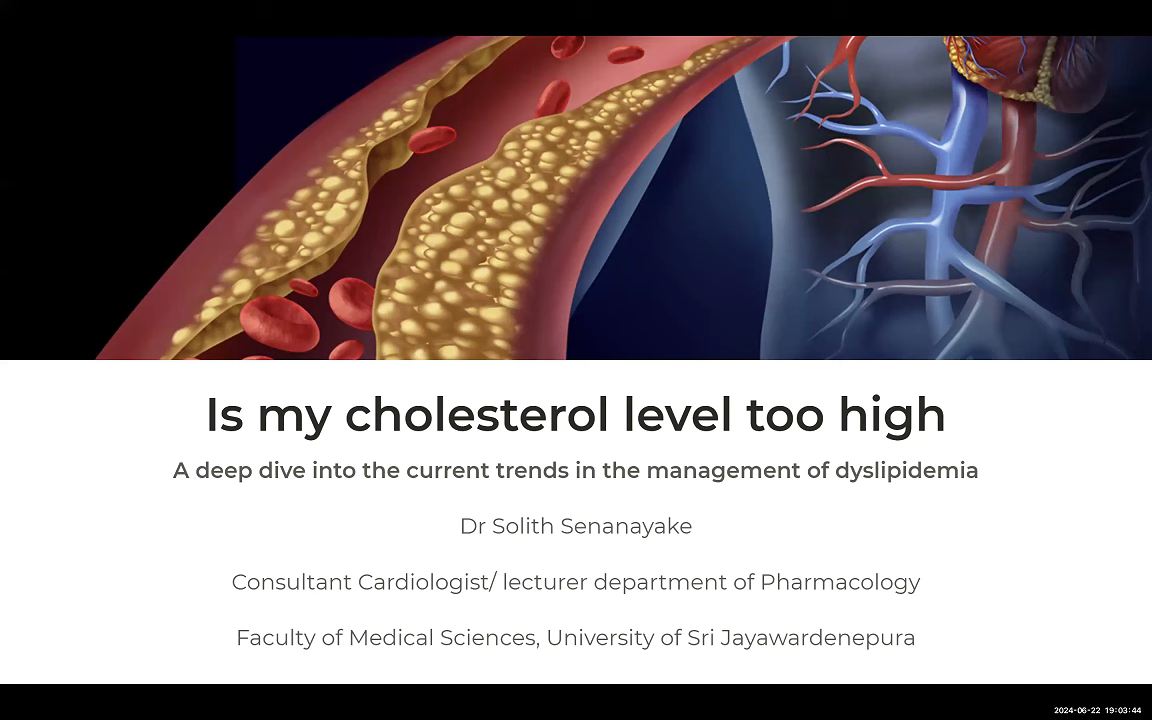 Is my cholesterol level too high
A deep dive into the current trends in the management of dyslipidemia
Dr Solith Senanayake
Consultant Cardiologist/ lecturer department of Pharmacology
Faculty of Medical Sciences, University of Sri Jayawardenepura
2024-06-22 19:03:44